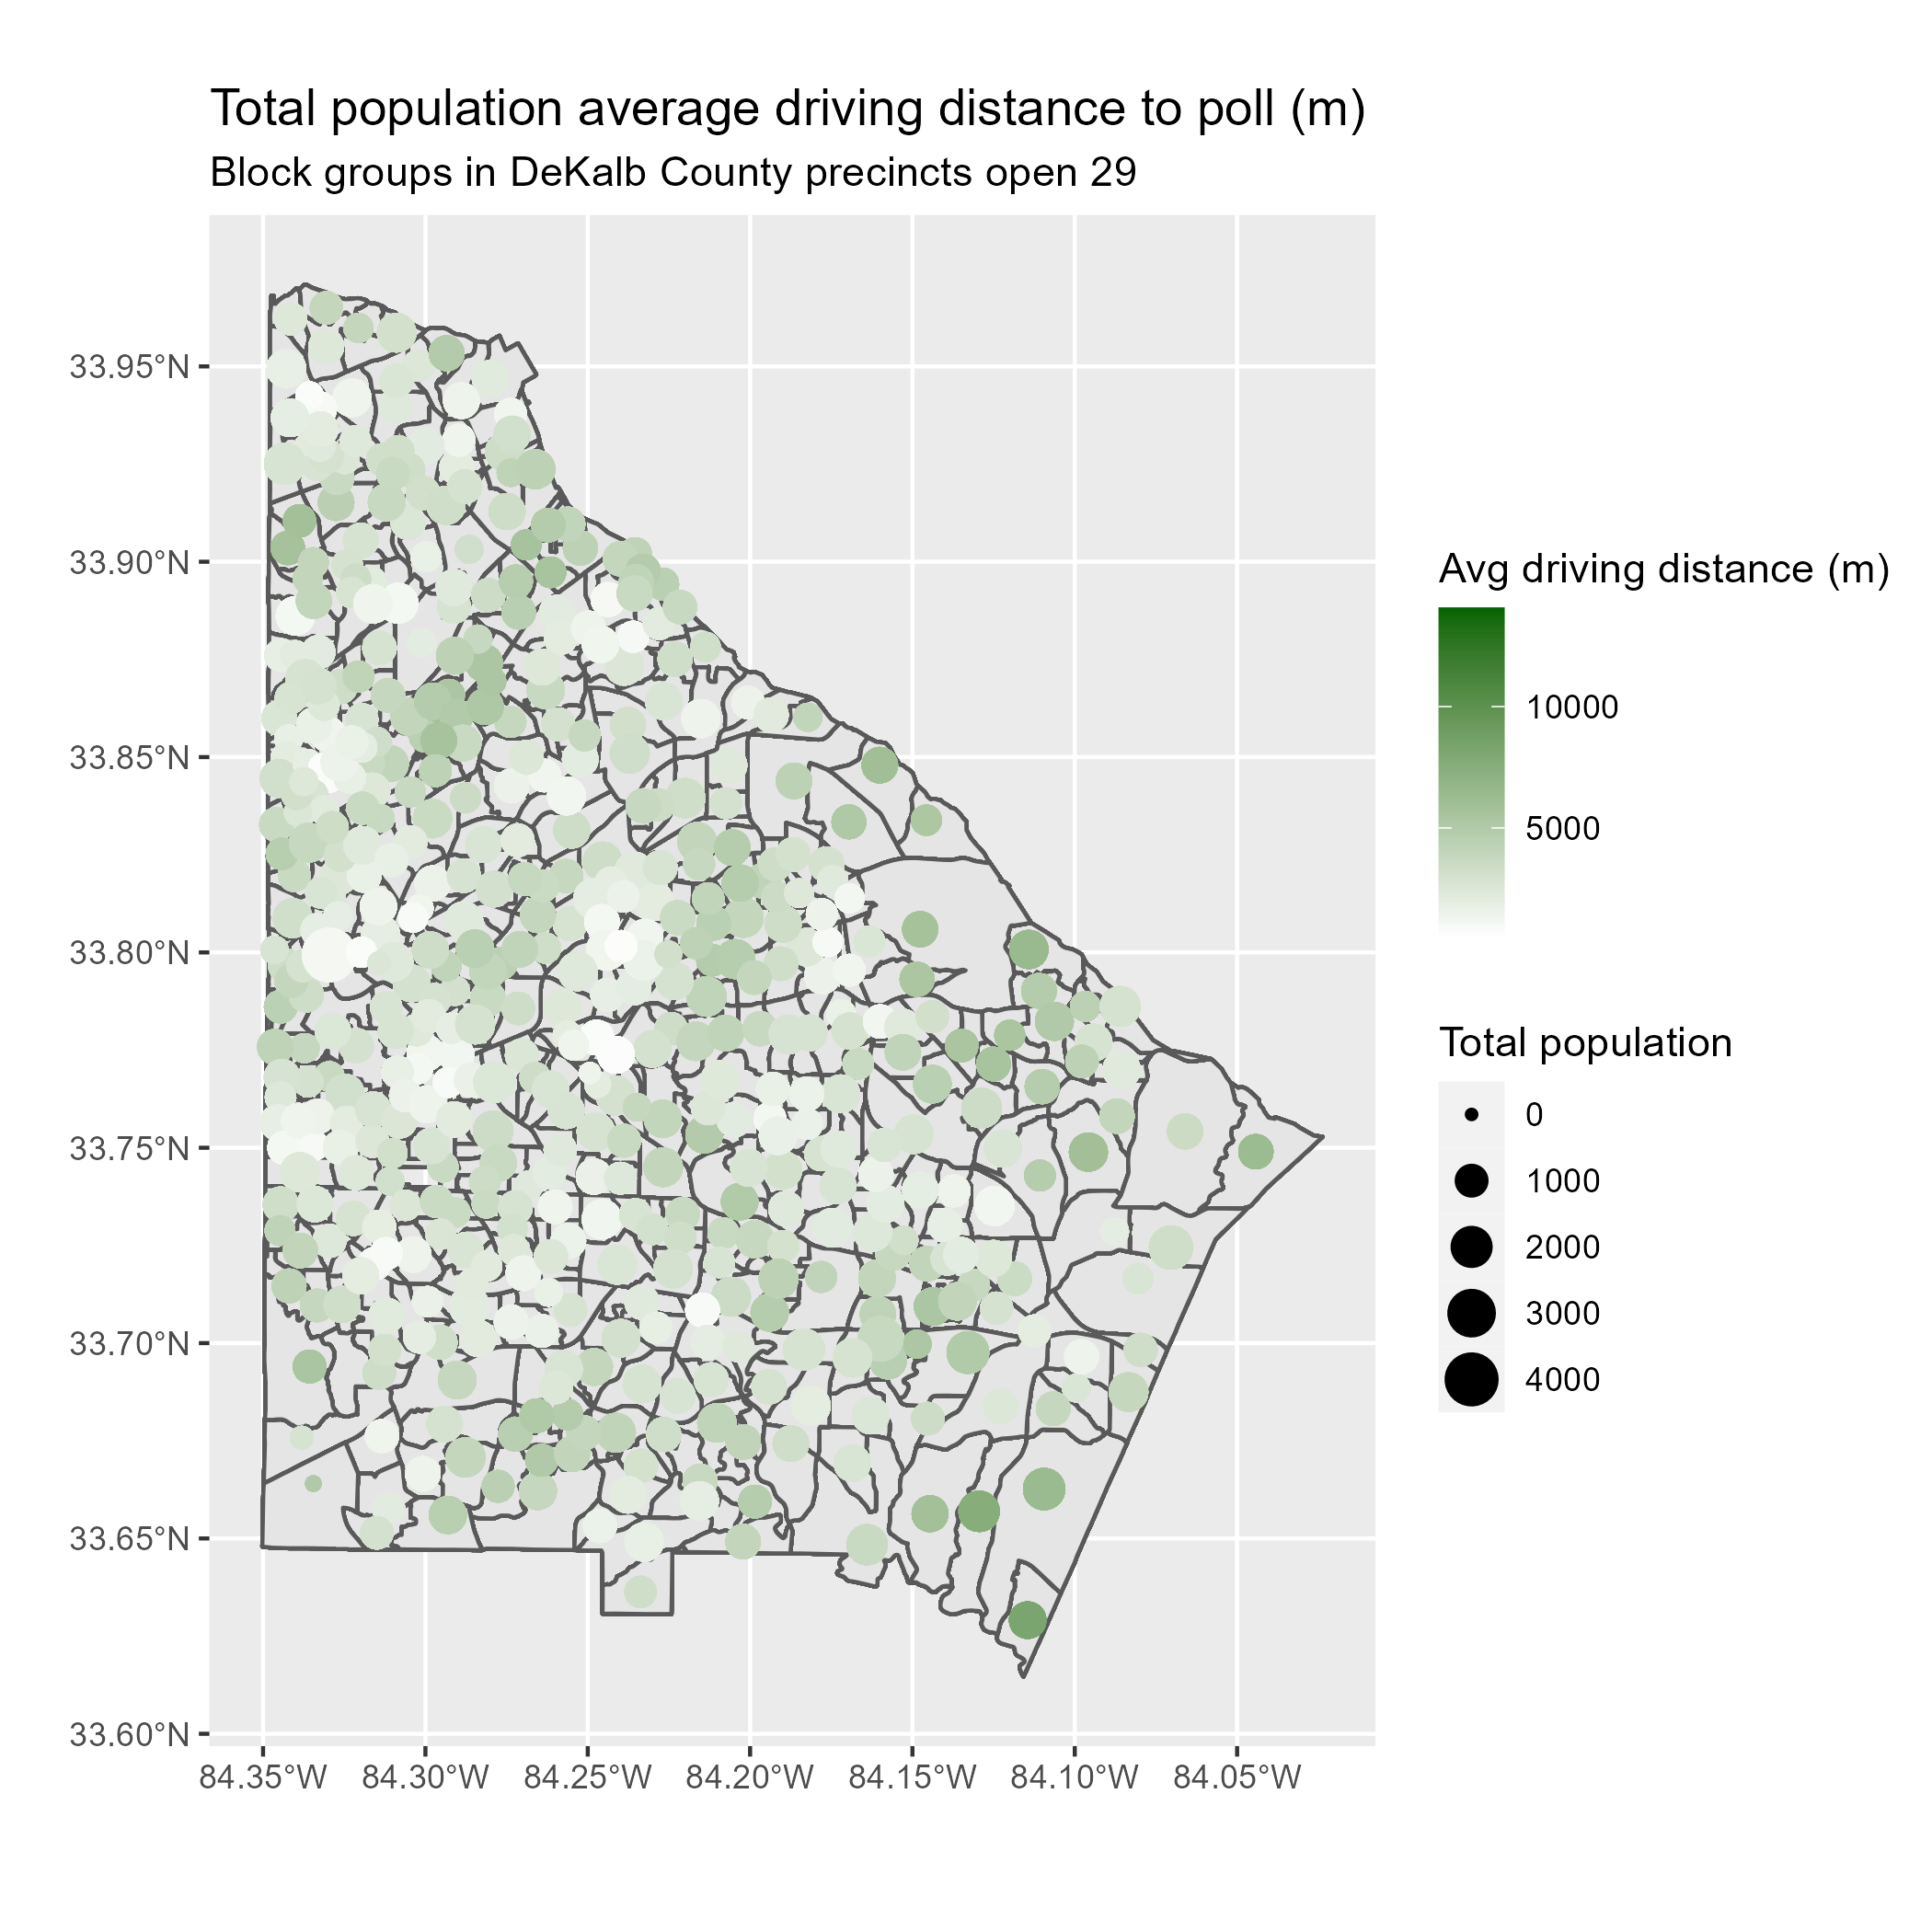 Total population average driving distance to poll (m)
Block groups in DeKalb County precincts open 29
33.95°N
33.90°N
33.85°N
33.80°N
33.75°N
33.70°N
33.65°N
33.60°N
84.35°W 84.30°W 84.25°W 84.20°W 84.15°W 84.10°W 84.05°W
Avg driving distance (m)
10000
5000
Total population
0
1000
2000
3000
4000